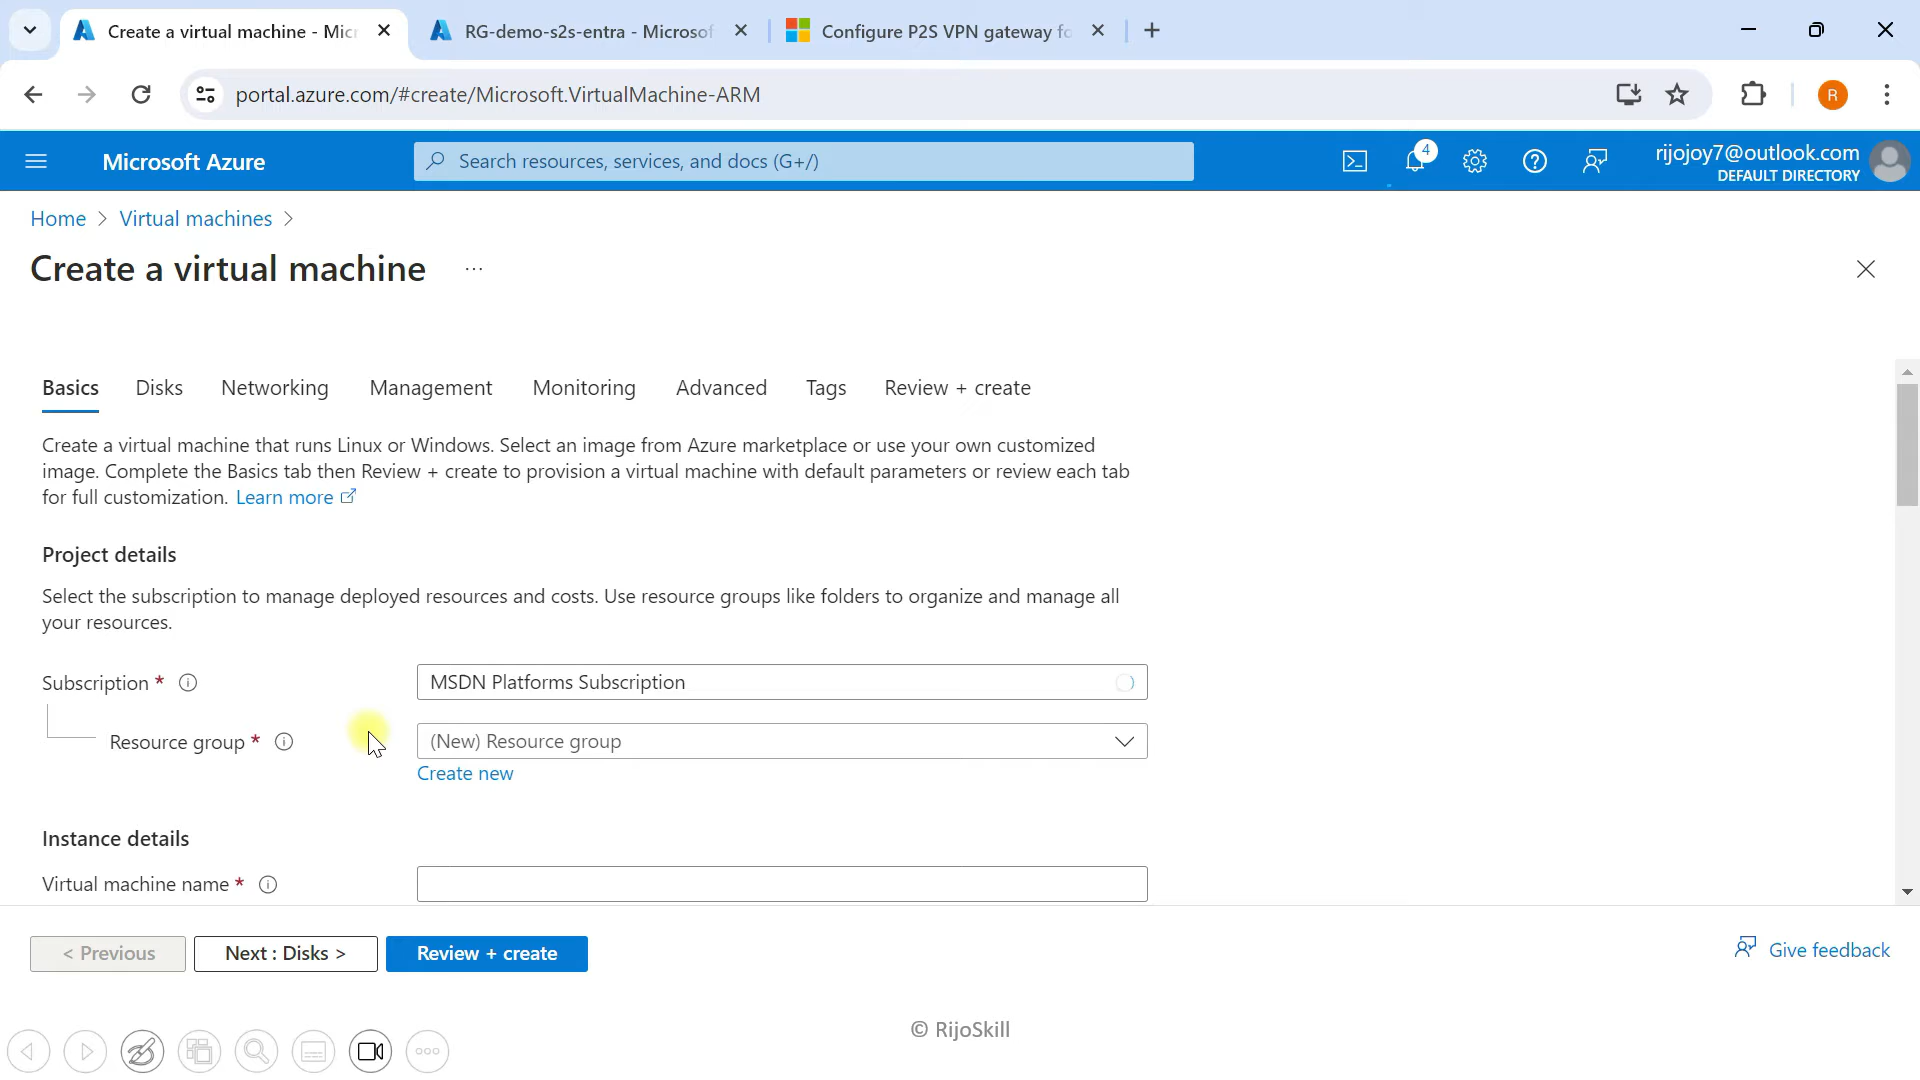 Create a virtual machine - Mic
RG-demo-s2s-entra - Microsof
Configure P2S VPN gateway fo
portal.azure.com/#create/Microsoft.VirtualMachine-ARM
R
Microsoft Azure
Search resources, services, and docs (G+/)
4
rijojoy7@outlook.com
DEFAULT DIRECTORY
Home > Virtual machines >
Create a virtual machine ...
Basics Disks Networking Management Monitoring Advanced Tags Review + create
Create a virtual machine that runs Linux or Windows. Select an image from Azure marketplace or use your own customized
image. Complete the Basics tab then Review + create to provision a virtual machine with default parameters or review each tab
for full customization. Learn more
Project details
Select the subscription to manage deployed resources and costs. Use resource groups like folders to organize and manage all
your resources.
Subscription * MSDN Platforms Subscription
Resource group * (New) Resource group
Create new
Instance details
Virtual machine name *
< Previous Next : Disks > Review + create
Give feedback
© RijoSkill